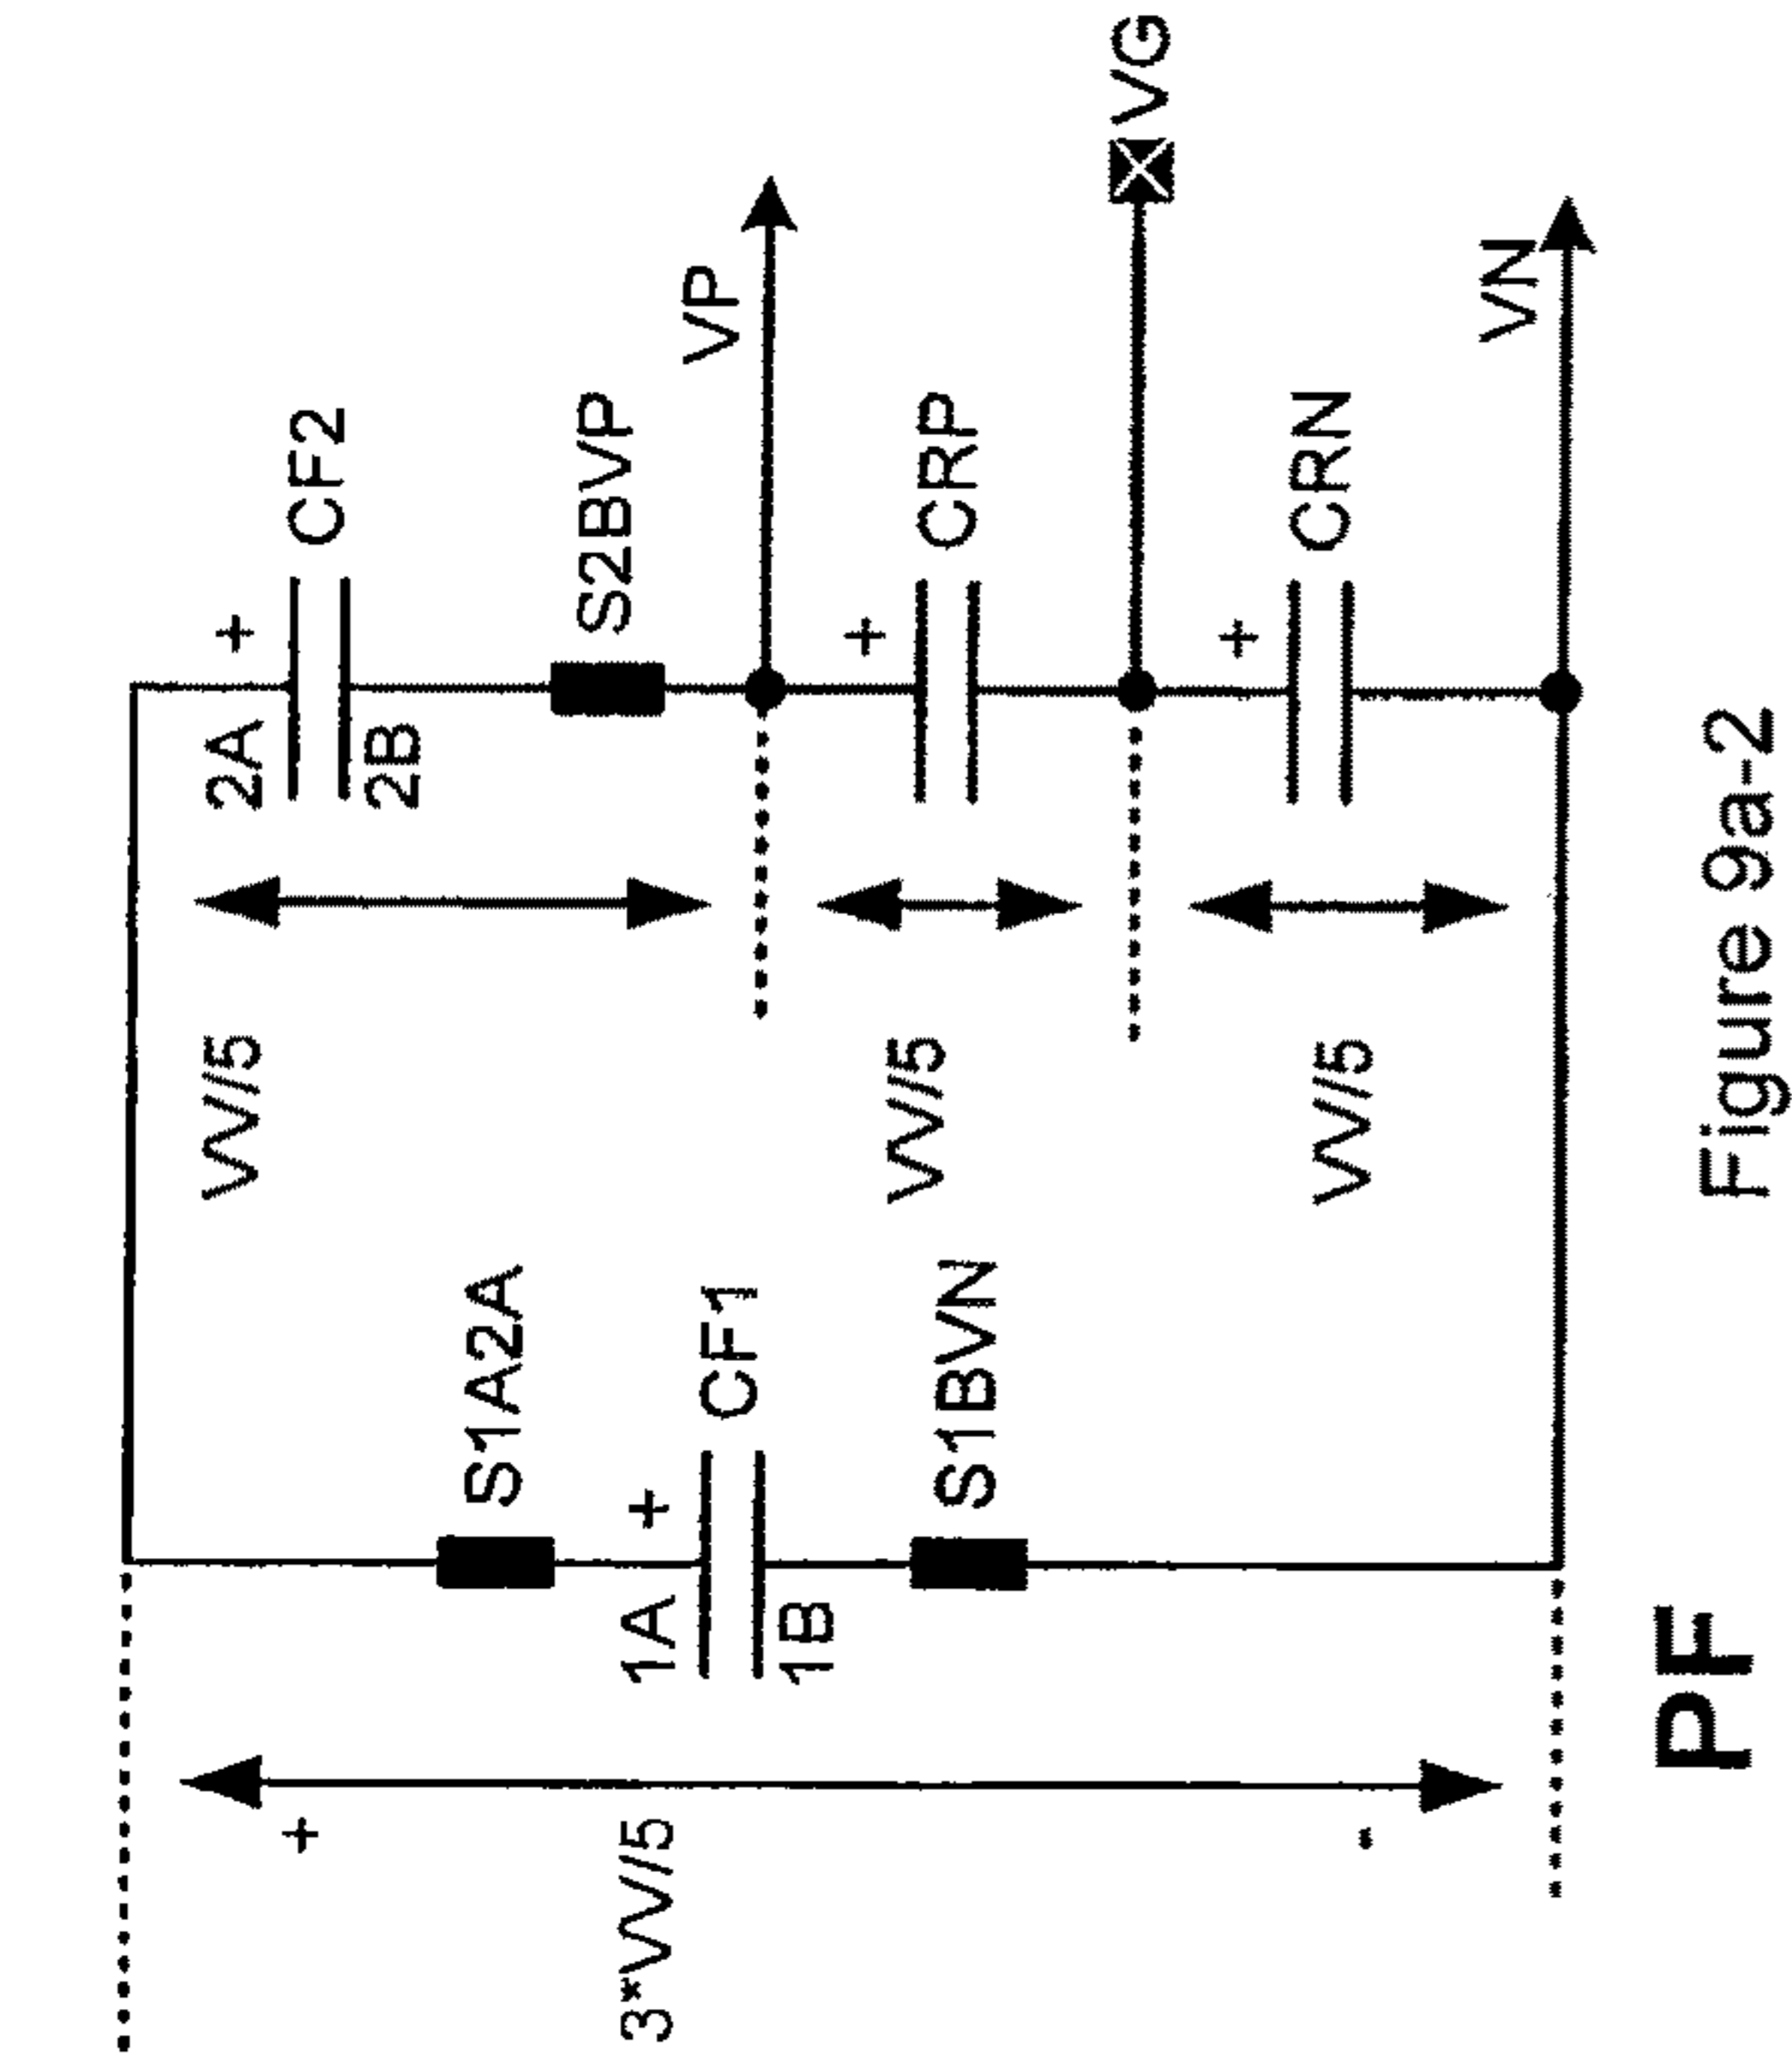 +
VV/5
2A
+
CF2
2B
S1A2A
S2BVP
3*VV/5
1A
+
CF1
1B
VP
+
VV/5
CRP
S1BVN
VG
+
VV/5
CRN
-
VN
PF
Figure 9a-2